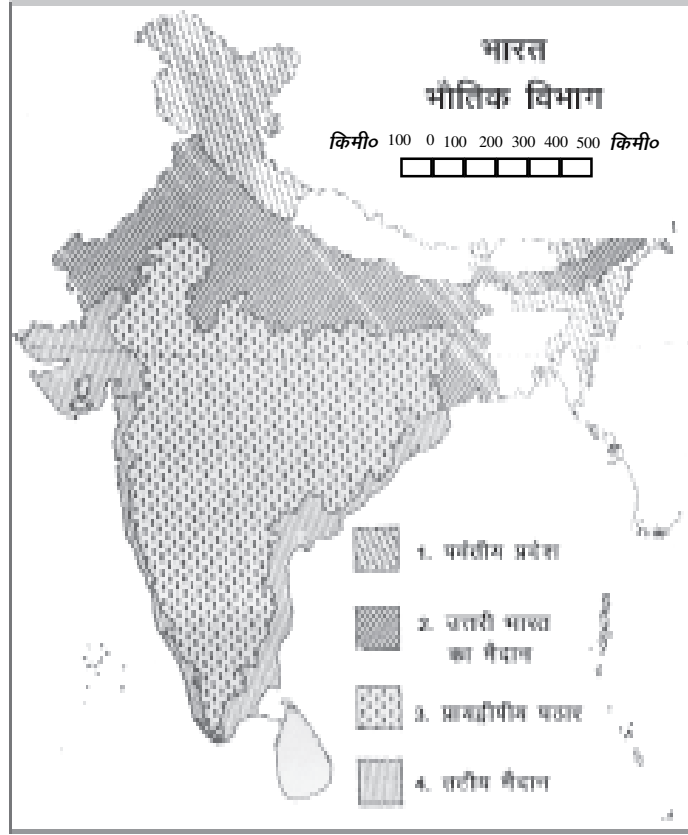 भारत
भौतिक विभाग
किमी० 100 0 100 200 300 400 500 किमी०
1. पर्वतीय प्रदेश
2. उत्तरी भारत
का मैदान
3. प्रायद्वीपीय पठार
4. तटीय मैदान